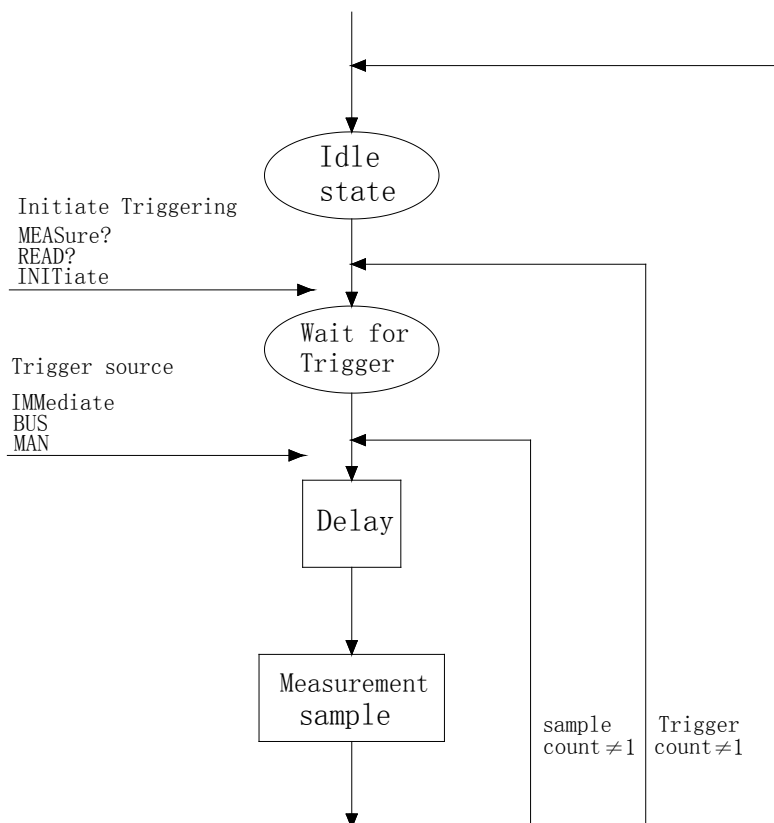 Idle
state
Initiate Triggering
MEASure?
READ?
INITiate
Wait for
Trigger
Trigger source
IMMediate
BUS
MAN
Delay
Measurement
sample
sample
count≠1
Trigger
count≠1